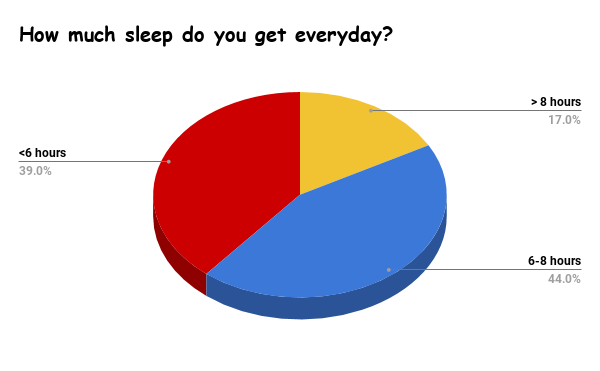 How much sleep do you get everyday?
> 8 hours
17.0%
<6 hours
39.0%
6-8 hours
44.0%